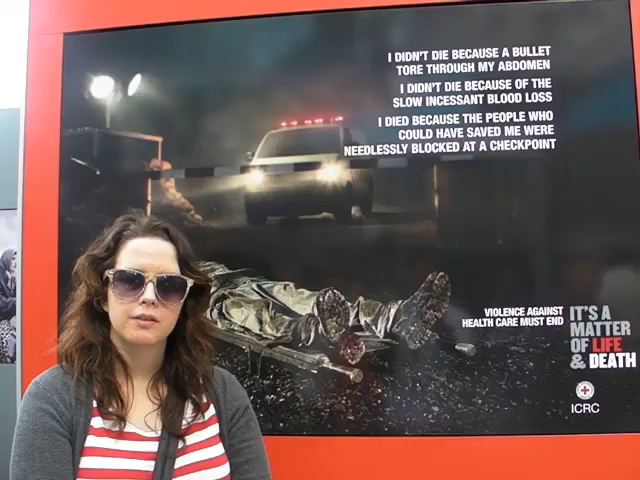 I DIDN'T DIE BECAUSE A BULLET
TORE THROUGH MY ABDOMEN
I DIDN'T DIE BECAUSE OF THE
SLOW INCESSANT BLOOD LOSS
I DIED BECAUSE THE PEOPLE WHO
COULD HAVE SAVED ME WERE
NEEDLESSLY BLOCKED AT A CHECKPOINT
VIOLENCE AGAINST
HEALTH CARE MUST END
IT'S A
MATTER
OF LIFE
& DEATH
ICRC